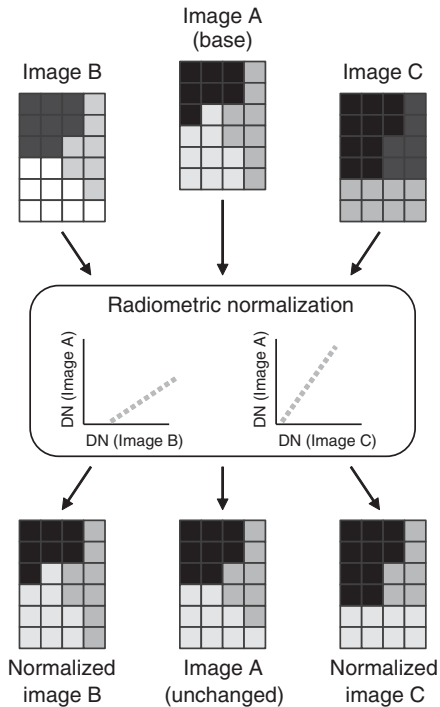 Image A
(base)
Image B
Image C
Radiometric normalization
DN (Image A)
DN (Image B)
DN (Image A)
DN (Image C)
Normalized
image B
Image A
(unchanged)
Normalized
image C